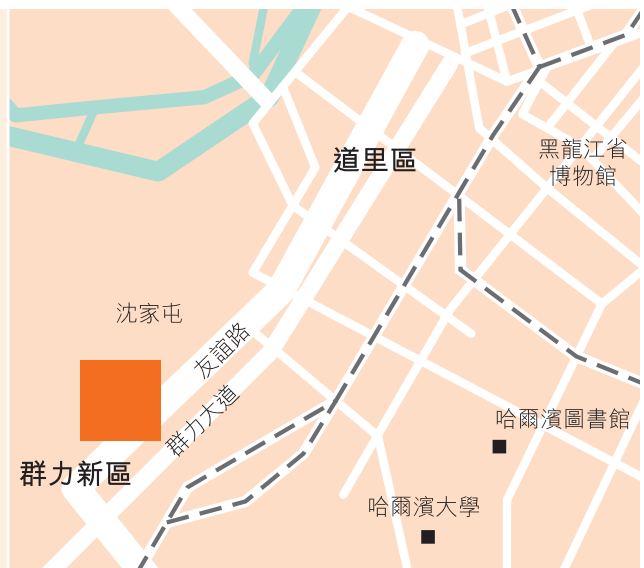 黑龍江省
博物館
道里區
沈家屯
友誼路
群力大道
哈爾濱圖書館
群力新區
哈爾濱大學